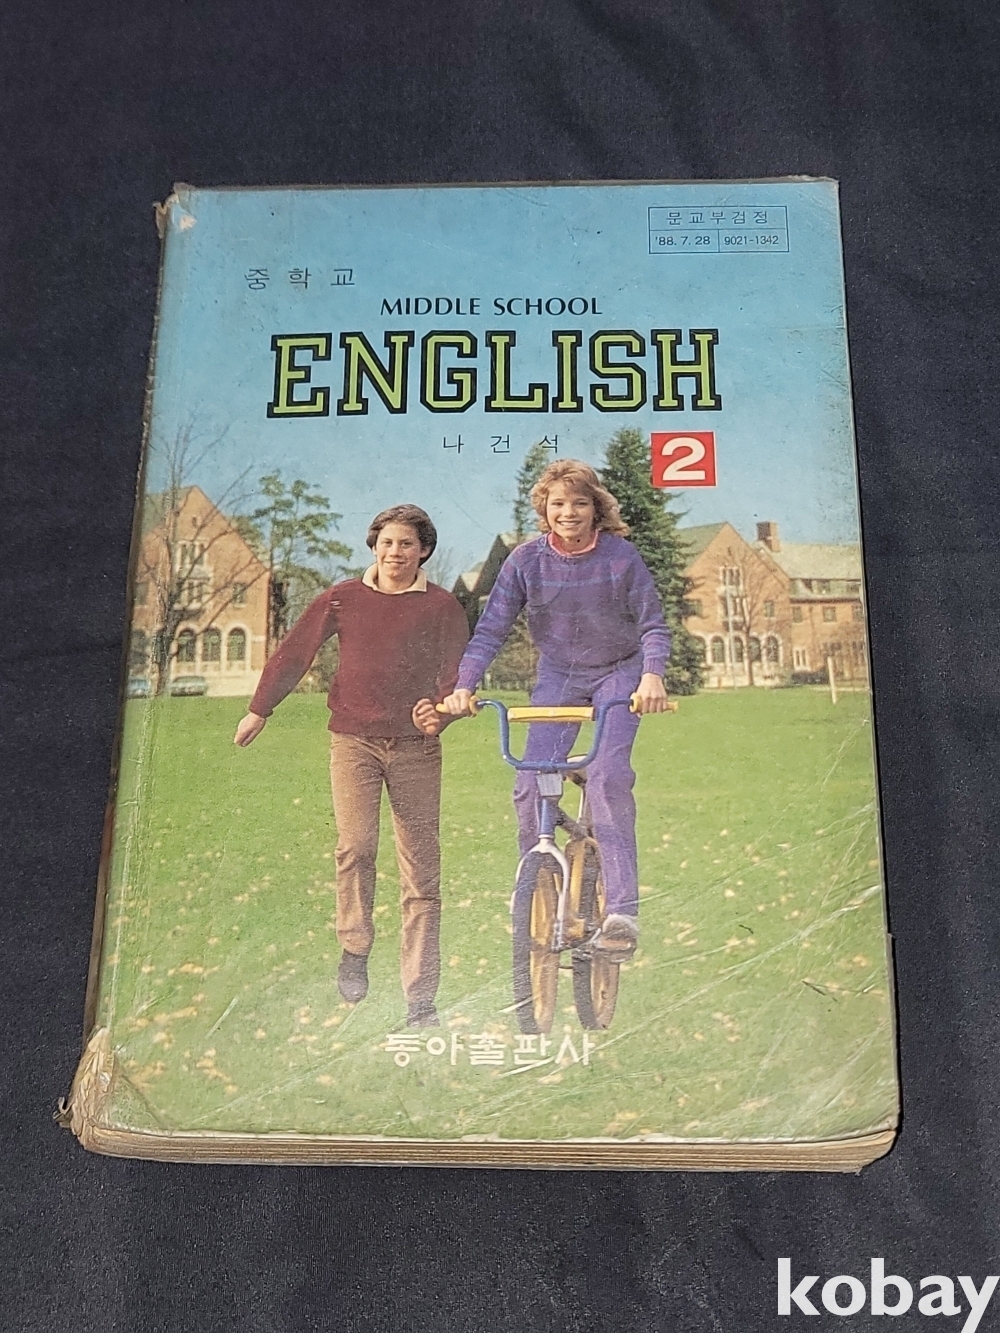 문교부검정
'88. 7. 28 9021-1342
중학교
MIDDLE SCHOOL
ENGLISH
나건석
2
동아출판사
kobay